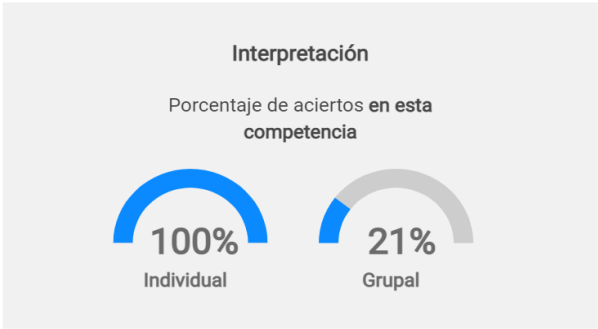 Interpretación
Porcentaje de aciertos en esta
competencia
100% 21%
Individual Grupal